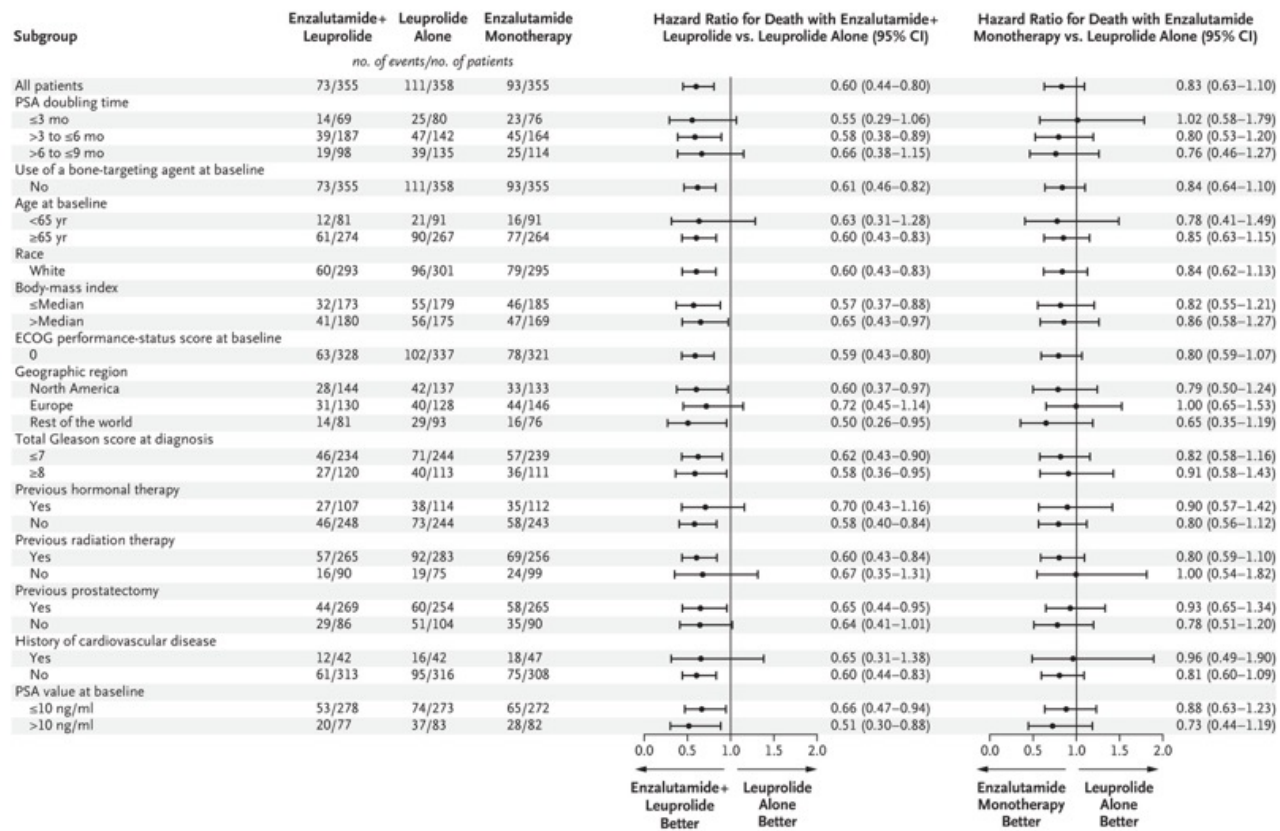 Subgroup Enzalutamide+ Leuprolide Leuprolide Alone Enzalutamide Monotherapy Hazard Ratio for Death with Enzalutamide+ Leuprolide vs. Leuprolide Alone (95% CI) Hazard Ratio for Death with Enzalutamide Monotherapy vs. Leuprolide Alone (95% CI)
no. of events/no. of patients
All patients 73/355 111/358 93/355 0.60 (0.44–0.80) 0.83 (0.63–1.10)
PSA doubling time
≤3 mo 14/69 25/80 23/76 0.55 (0.29–1.06) 1.02 (0.58–1.79)
>3 to ≤6 mo 39/187 47/142 45/164 0.58 (0.38–0.89) 0.80 (0.53–1.20)
>6 to ≤9 mo 19/98 39/135 25/114 0.66 (0.38–1.15) 0.76 (0.46–1.27)
Use of a bone-targeting agent at baseline
No 73/355 111/358 93/355 0.61 (0.46–0.82) 0.84 (0.64–1.10)
Age at baseline
<65 yr 12/81 21/91 16/91 0.63 (0.31–1.28) 0.78 (0.41–1.49)
≥65 yr 61/274 90/267 77/264 0.60 (0.43–0.83) 0.85 (0.63–1.15)
Race
White 60/293 96/301 79/295 0.60 (0.43–0.83) 0.84 (0.62–1.13)
Body-mass index
≤Median 32/173 55/179 46/185 0.57 (0.37–0.88) 0.82 (0.55–1.21)
>Median 41/180 56/175 47/169 0.65 (0.43–0.97) 0.86 (0.58–1.27)
ECOG performance-status score at baseline
0 63/328 102/337 78/321 0.59 (0.43–0.80) 0.80 (0.59–1.07)
Geographic region
North America 28/144 42/137 33/133 0.60 (0.37–0.97) 0.79 (0.50–1.24)
Europe 31/130 40/128 44/146 0.72 (0.45–1.14) 1.00 (0.65–1.53)
Rest of the world 14/81 29/93 16/76 0.50 (0.26–0.95) 0.65 (0.35–1.19)
Total Gleason score at diagnosis
≤7 46/234 71/244 57/239 0.62 (0.43–0.90) 0.82 (0.58–1.16)
≥8 27/120 40/113 36/111 0.58 (0.36–0.95) 0.91 (0.58–1.43)
Previous hormonal therapy
Yes 27/107 38/114 35/112 0.70 (0.43–1.16) 0.90 (0.57–1.42)
No 46/248 73/244 58/243 0.58 (0.40–0.84) 0.80 (0.56–1.12)
Previous radiation therapy
Yes 57/265 92/283 69/256 0.60 (0.43–0.84) 0.80 (0.59–1.10)
No 16/90 19/75 24/99 0.67 (0.35–1.31) 1.00 (0.54–1.82)
Previous prostatectomy
Yes 44/269 60/254 58/265 0.65 (0.44–0.95) 0.93 (0.65–1.34)
No 29/86 51/104 35/90 0.64 (0.41–1.01) 0.78 (0.51–1.20)
History of cardiovascular disease
Yes 12/42 16/42 18/47 0.65 (0.31–1.38) 0.96 (0.49–1.90)
No 61/313 95/316 75/308 0.60 (0.44–0.83) 0.81 (0.60–1.09)
PSA value at baseline
≤10 ng/ml 53/278 74/273 65/272 0.66 (0.47–0.94) 0.88 (0.63–1.23)
>10 ng/ml 20/77 37/83 28/82 0.51 (0.30–0.88) 0.73 (0.44–1.19)
0.0 0.5 1.0 1.5 2.0 0.0 0.5 1.0 1.5 2.0
Enzalutamide+ Leuprolide Better Leuprolide Alone Better Enzalutamide Monotherapy Better Leuprolide Alone Better